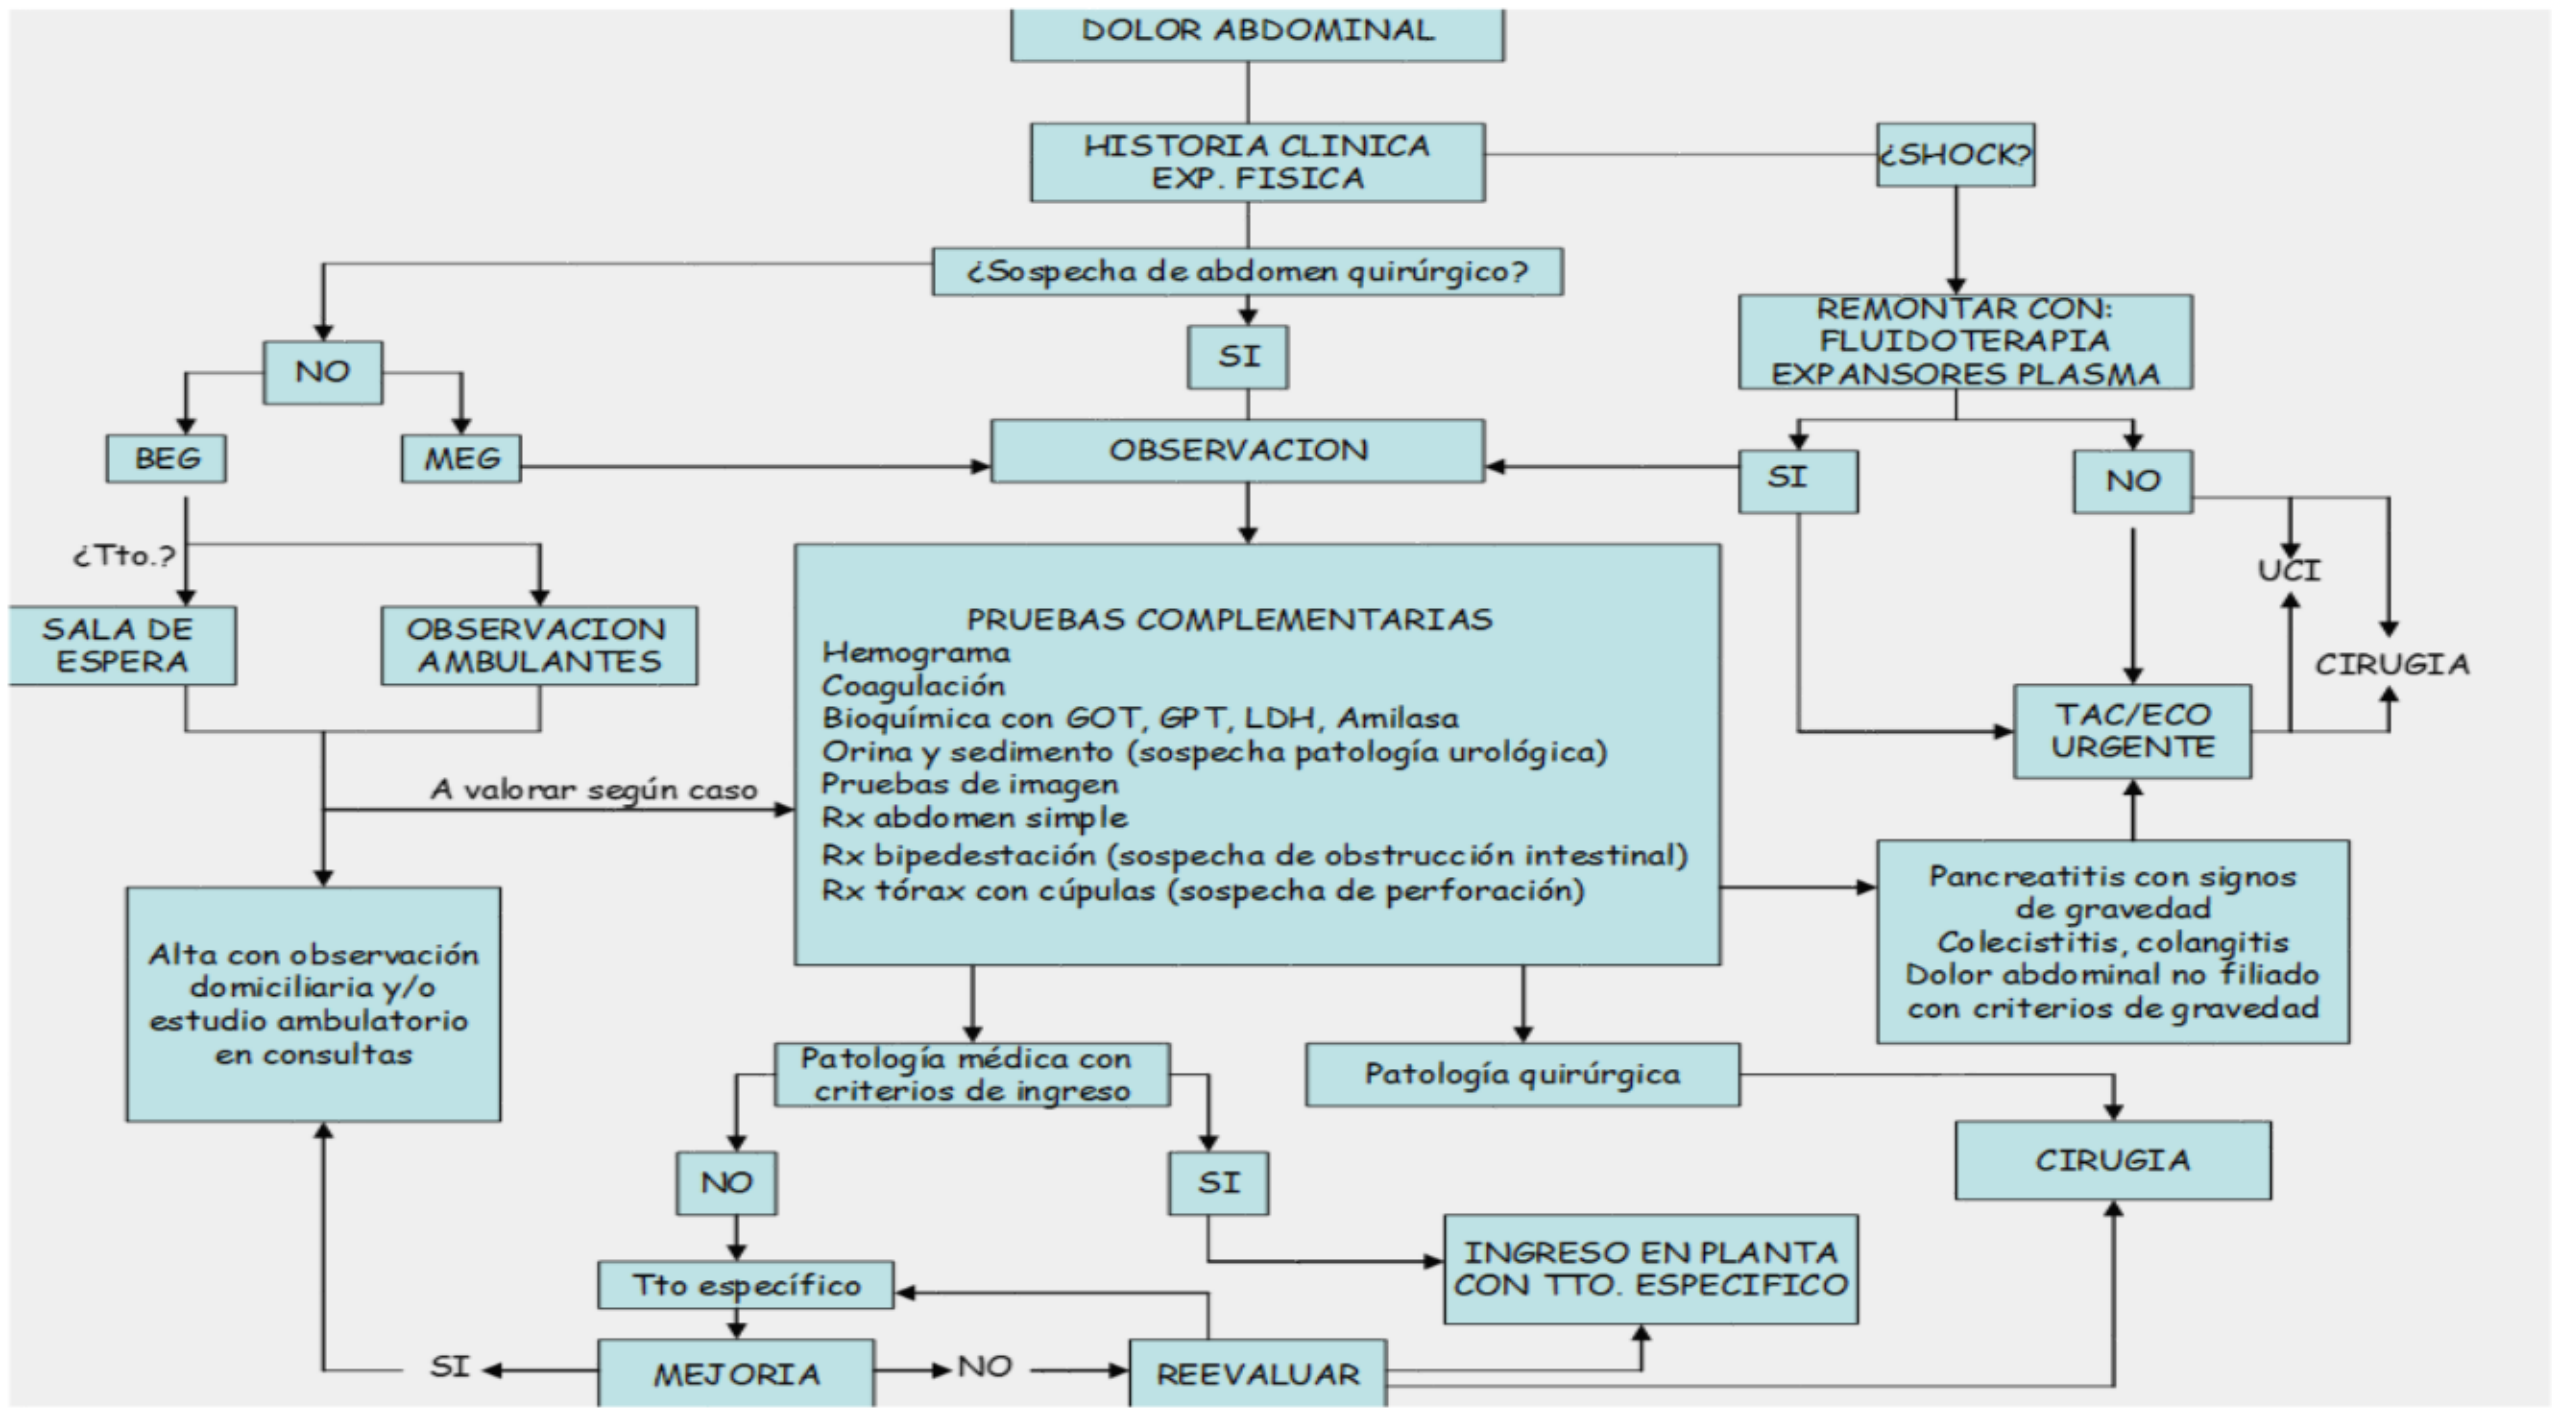 DOLOR ABDOMINAL
HISTORIA CLINICA
EXP. FISICA
¿SHOCK?
¿Sospecha de abdomen quirúrgico?
REMONTAR CON:
FLUIDOTERAPIA
EXPANSORES PLASMA
NO
SI
BEG
MEG
OBSERVACION
SI
NO
¿Tto.?
UCI
SALA DE
ESPERA
OBSERVACION
AMBULANTES
CIRUGIA
PRUEBAS COMPLEMENTARIAS
Hemograma
Coagulación
Bioquímica con GOT, GPT, LDH, Amilasa
Orina y sedimento (sospecha patología urológica)
Pruebas de imagen
Rx abdomen simple
Rx bipedestación (sospecha de obstrucción intestinal)
Rx tórax con cúpulas (sospecha de perforación)
TAC/ECO
URGENTE
A valorar según caso
Pancreatitis con signos
de gravedad
Colecistitis, colangitis
Dolor abdominal no filiado
con criterios de gravedad
Alta con observación
domiciliaria y/o
estudio ambulatorio
en consultas
Patología médica con
criterios de ingreso
Patología quirúrgica
NO
SI
CIRUGIA
Tto específico
INGRESO EN PLANTA
CON TTO. ESPECIFICO
SI
MEJORIA
NO
REEVALUAR